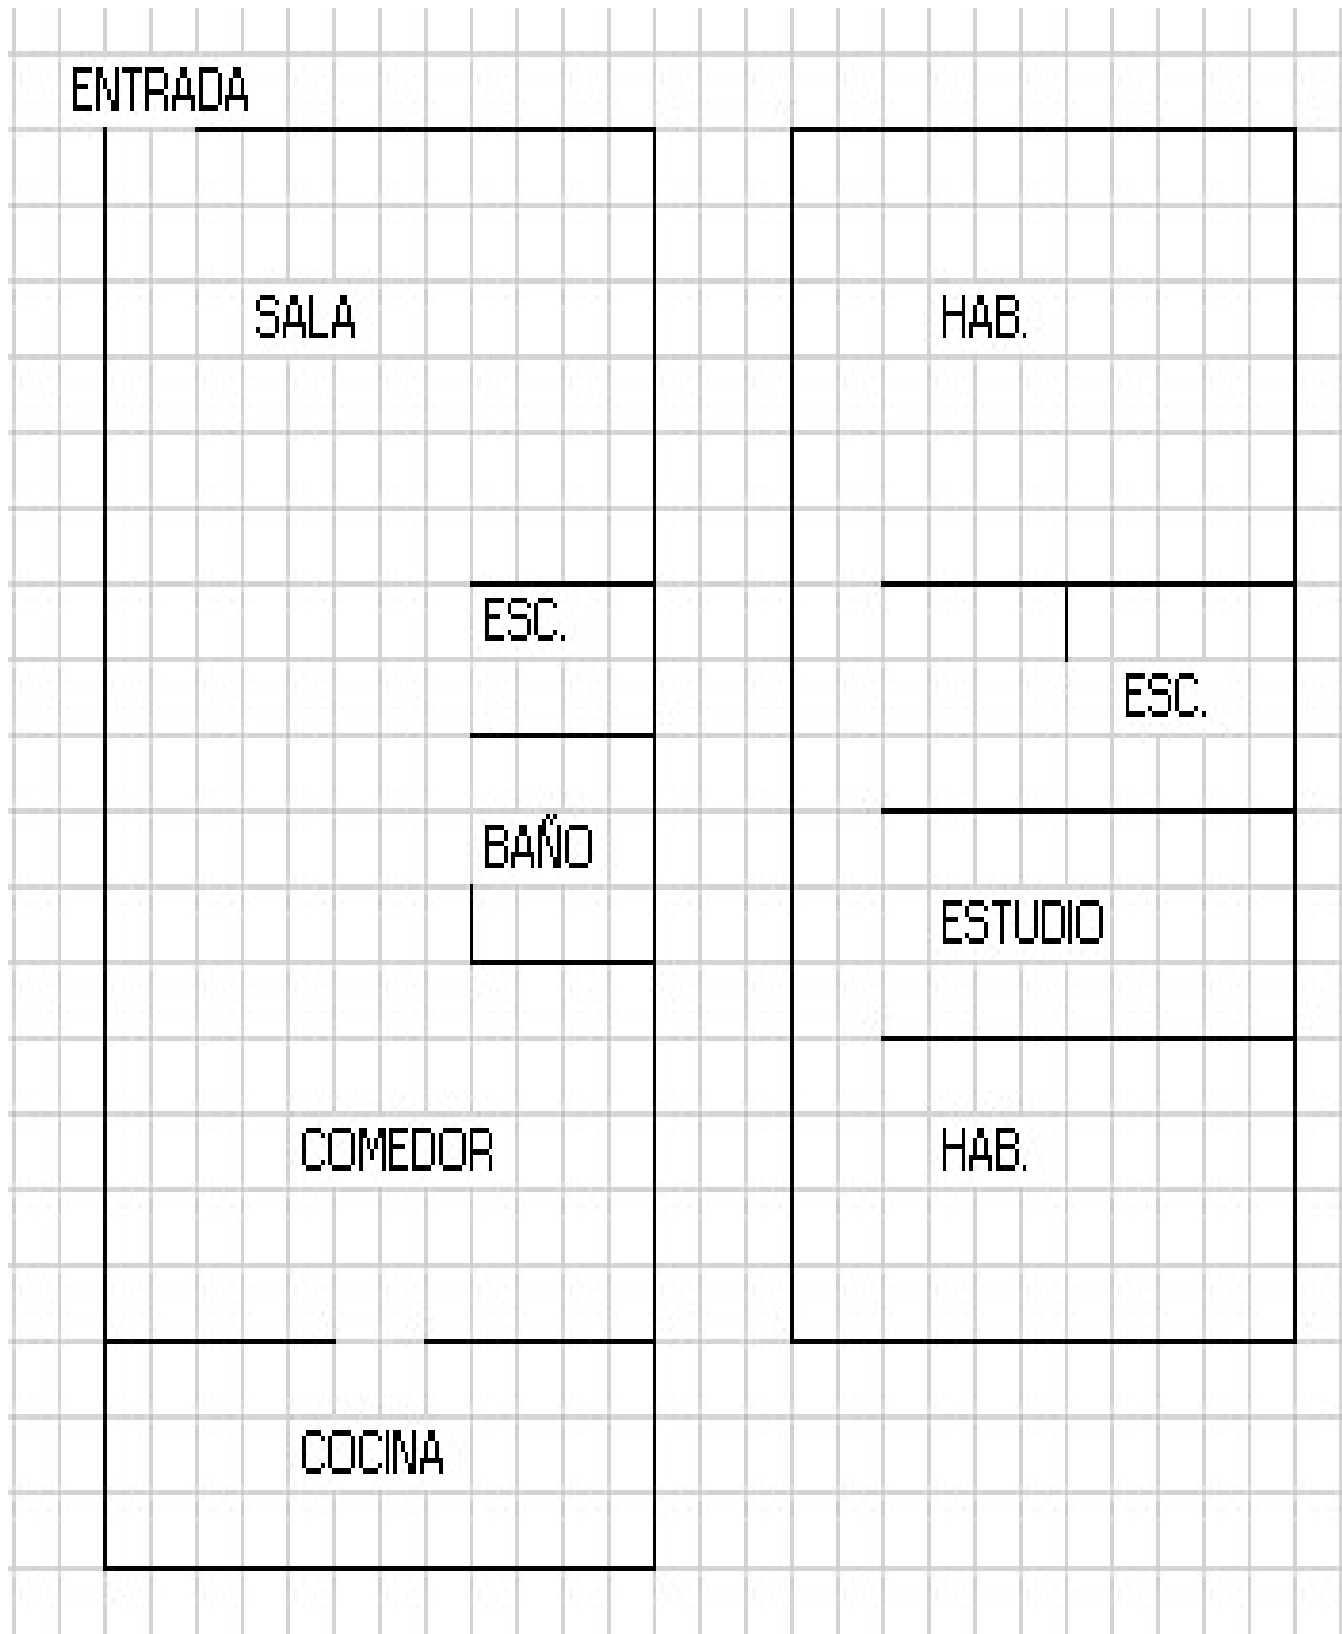 ENTRADA
SALA
ESC.
BAÑO
COMEDOR
COCINA
HAB.
ESC.
ESTUDIO
HAB.